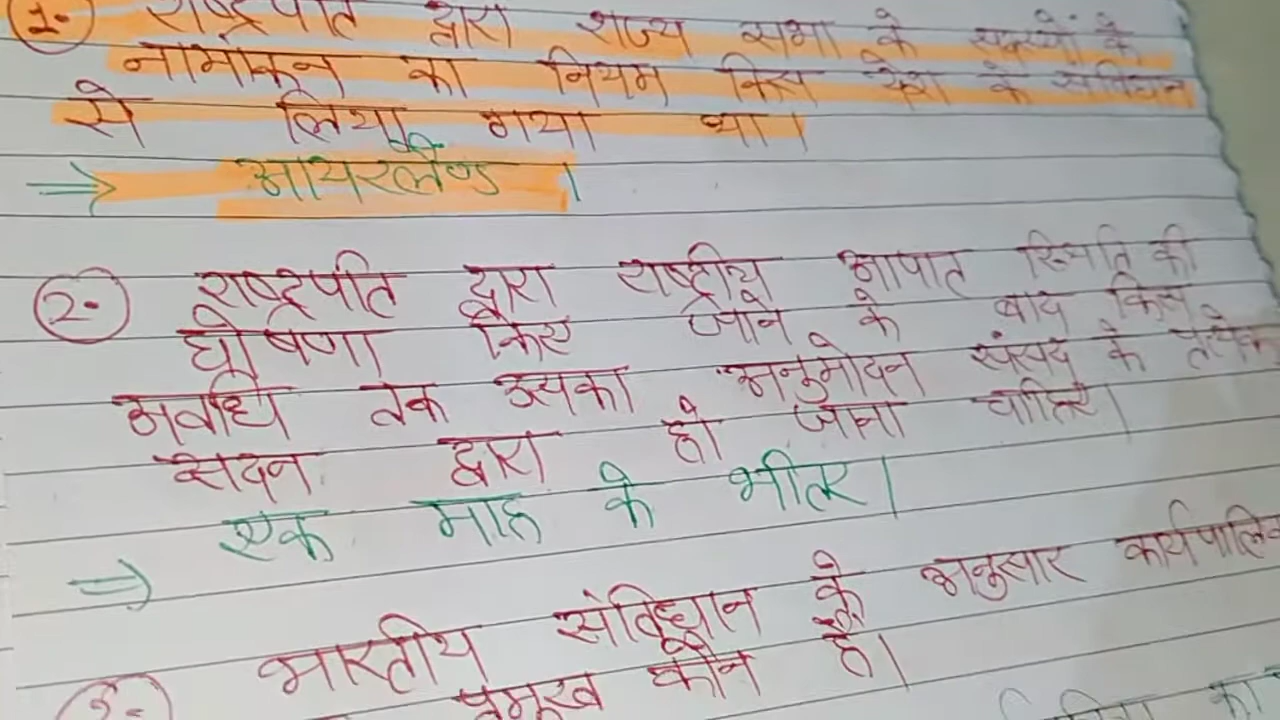 1. राष्ट्रपति द्वारा राज्य सभा के सदस्यों के
नामांकन का नियम किस देश के संविधान
से लिया गया था।
⇒ आयरलैण्ड।
2. राष्ट्रपति द्वारा राष्ट्रीय आपात स्थिति की
घोषणा किए जाने के बाद किस
अवधि तक उसका अनुमोदन संसद के प्रत्येक
सदन द्वारा हो जाना चाहिए।
⇒ एक माह के भीतर।
3. भारतीय संविधान के अनुसार कार्यपालि
प्रमुख कौन है।
का